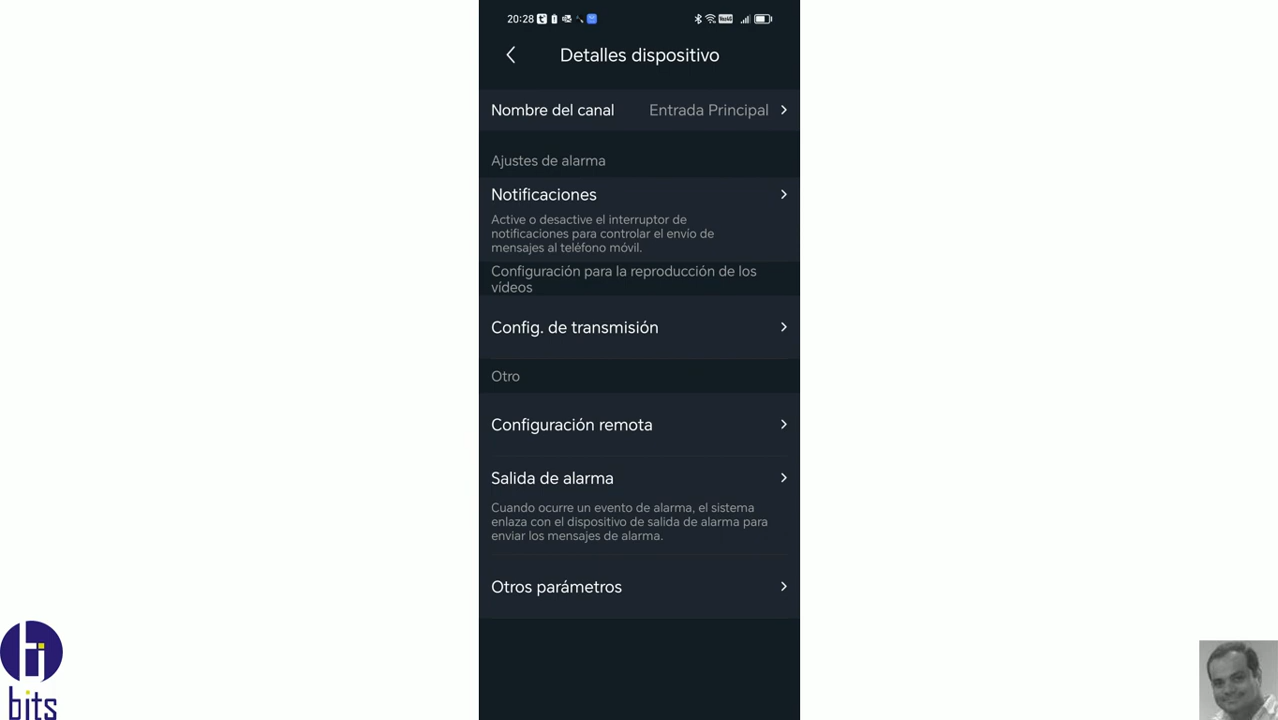 20:28
Detalles dispositivo
Nombre del canal Entrada Principal
Ajustes de alarma
Notificaciones
Active o desactive el interruptor de
notificaciones para controlar el envío de
mensajes al teléfono móvil.
Configuración para la reproducción de los
vídeos
Config. de transmisión
Otro
Configuración remota
Salida de alarma
Cuando ocurre un evento de alarma, el sistema
enlaza con el dispositivo de salida de alarma para
enviar los mensajes de alarma.
Otros parámetros
hi
bits